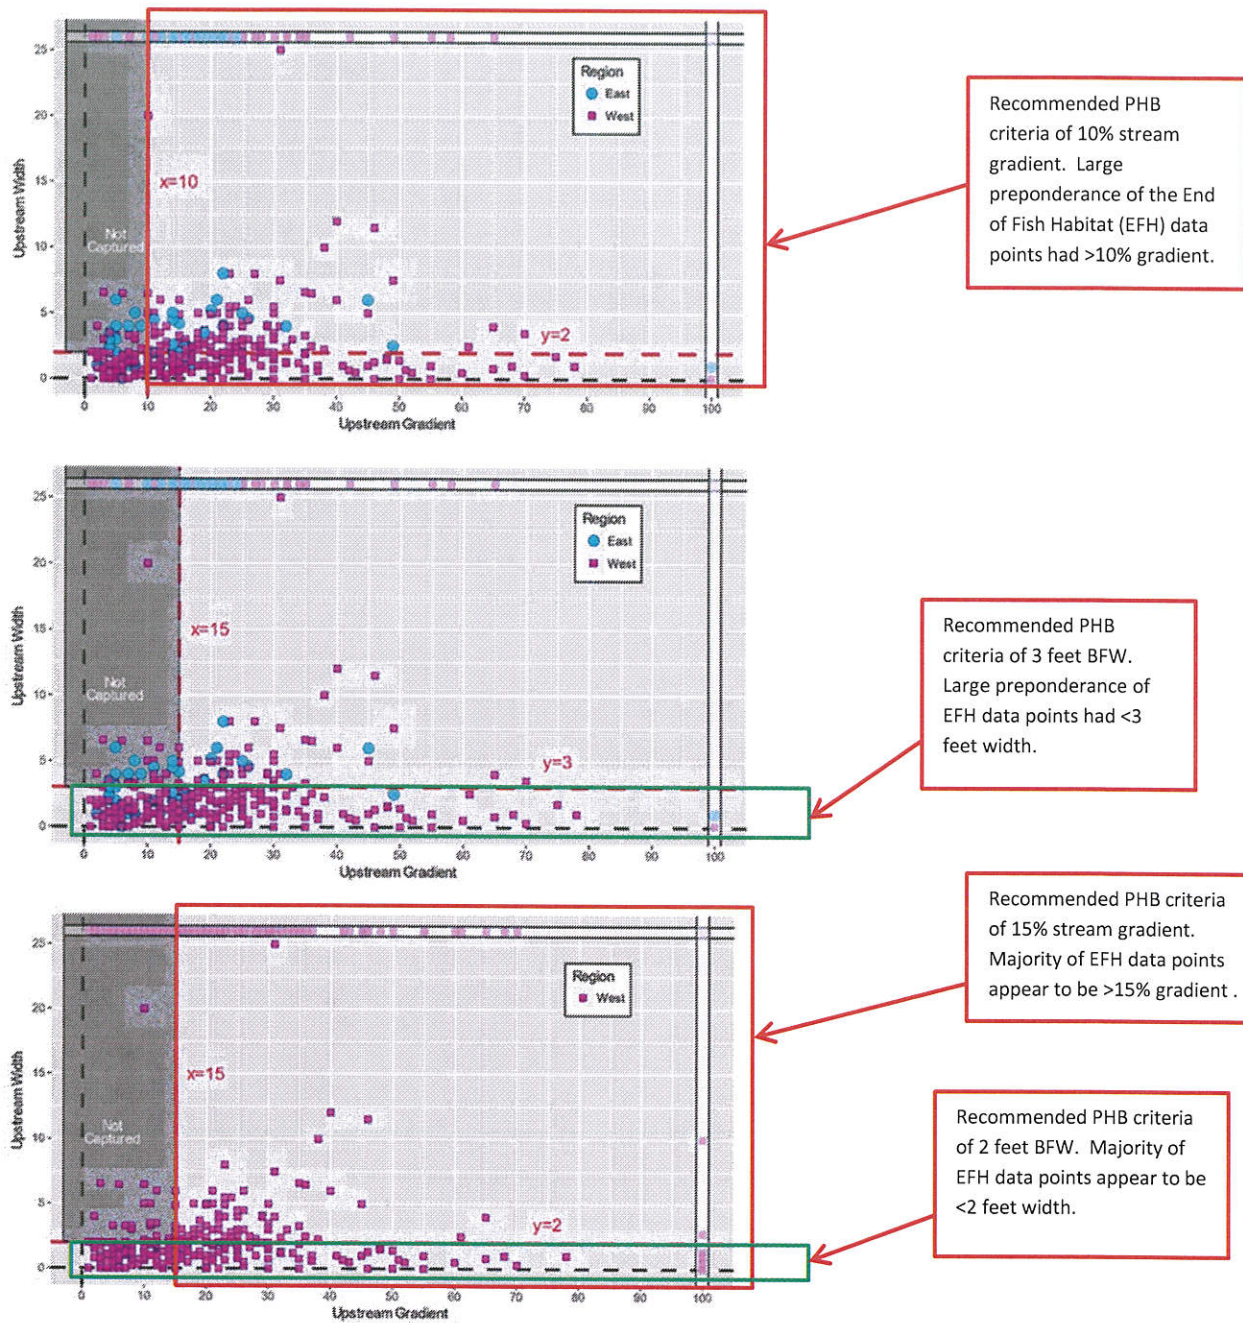 25
20
15
10
5
0
Upstream Width
Region
East
West
x=10
Not
Captured
y=2
0 10 20 30 40 50 60 70 80 90 100
Upstream Gradient
Recommended PHB
criteria of 10% stream
gradient. Large
preponderance of the End
of Fish Habitat (EFH) data
points had >10% gradient.
25
20
15
10
5
0
Upstream Width
Region
East
West
x=15
Not
Captured
y=3
0 10 20 30 40 50 60 70 80 90 100
Upstream Gradient
Recommended PHB
criteria of 3 feet BFW.
Large preponderance of
EFH data points had <3
feet width.
25
20
15
10
5
0
Upstream Width
Region
West
x=15
Not
Captured
y=2
0 10 20 30 40 50 60 70 80 90 100
Upstream Gradient
Recommended PHB criteria
of 15% stream gradient.
Majority of EFH data points
appear to be >15% gradient .
Recommended PHB criteria
of 2 feet BFW. Majority of
EFH data points appear to be
<2 feet width.